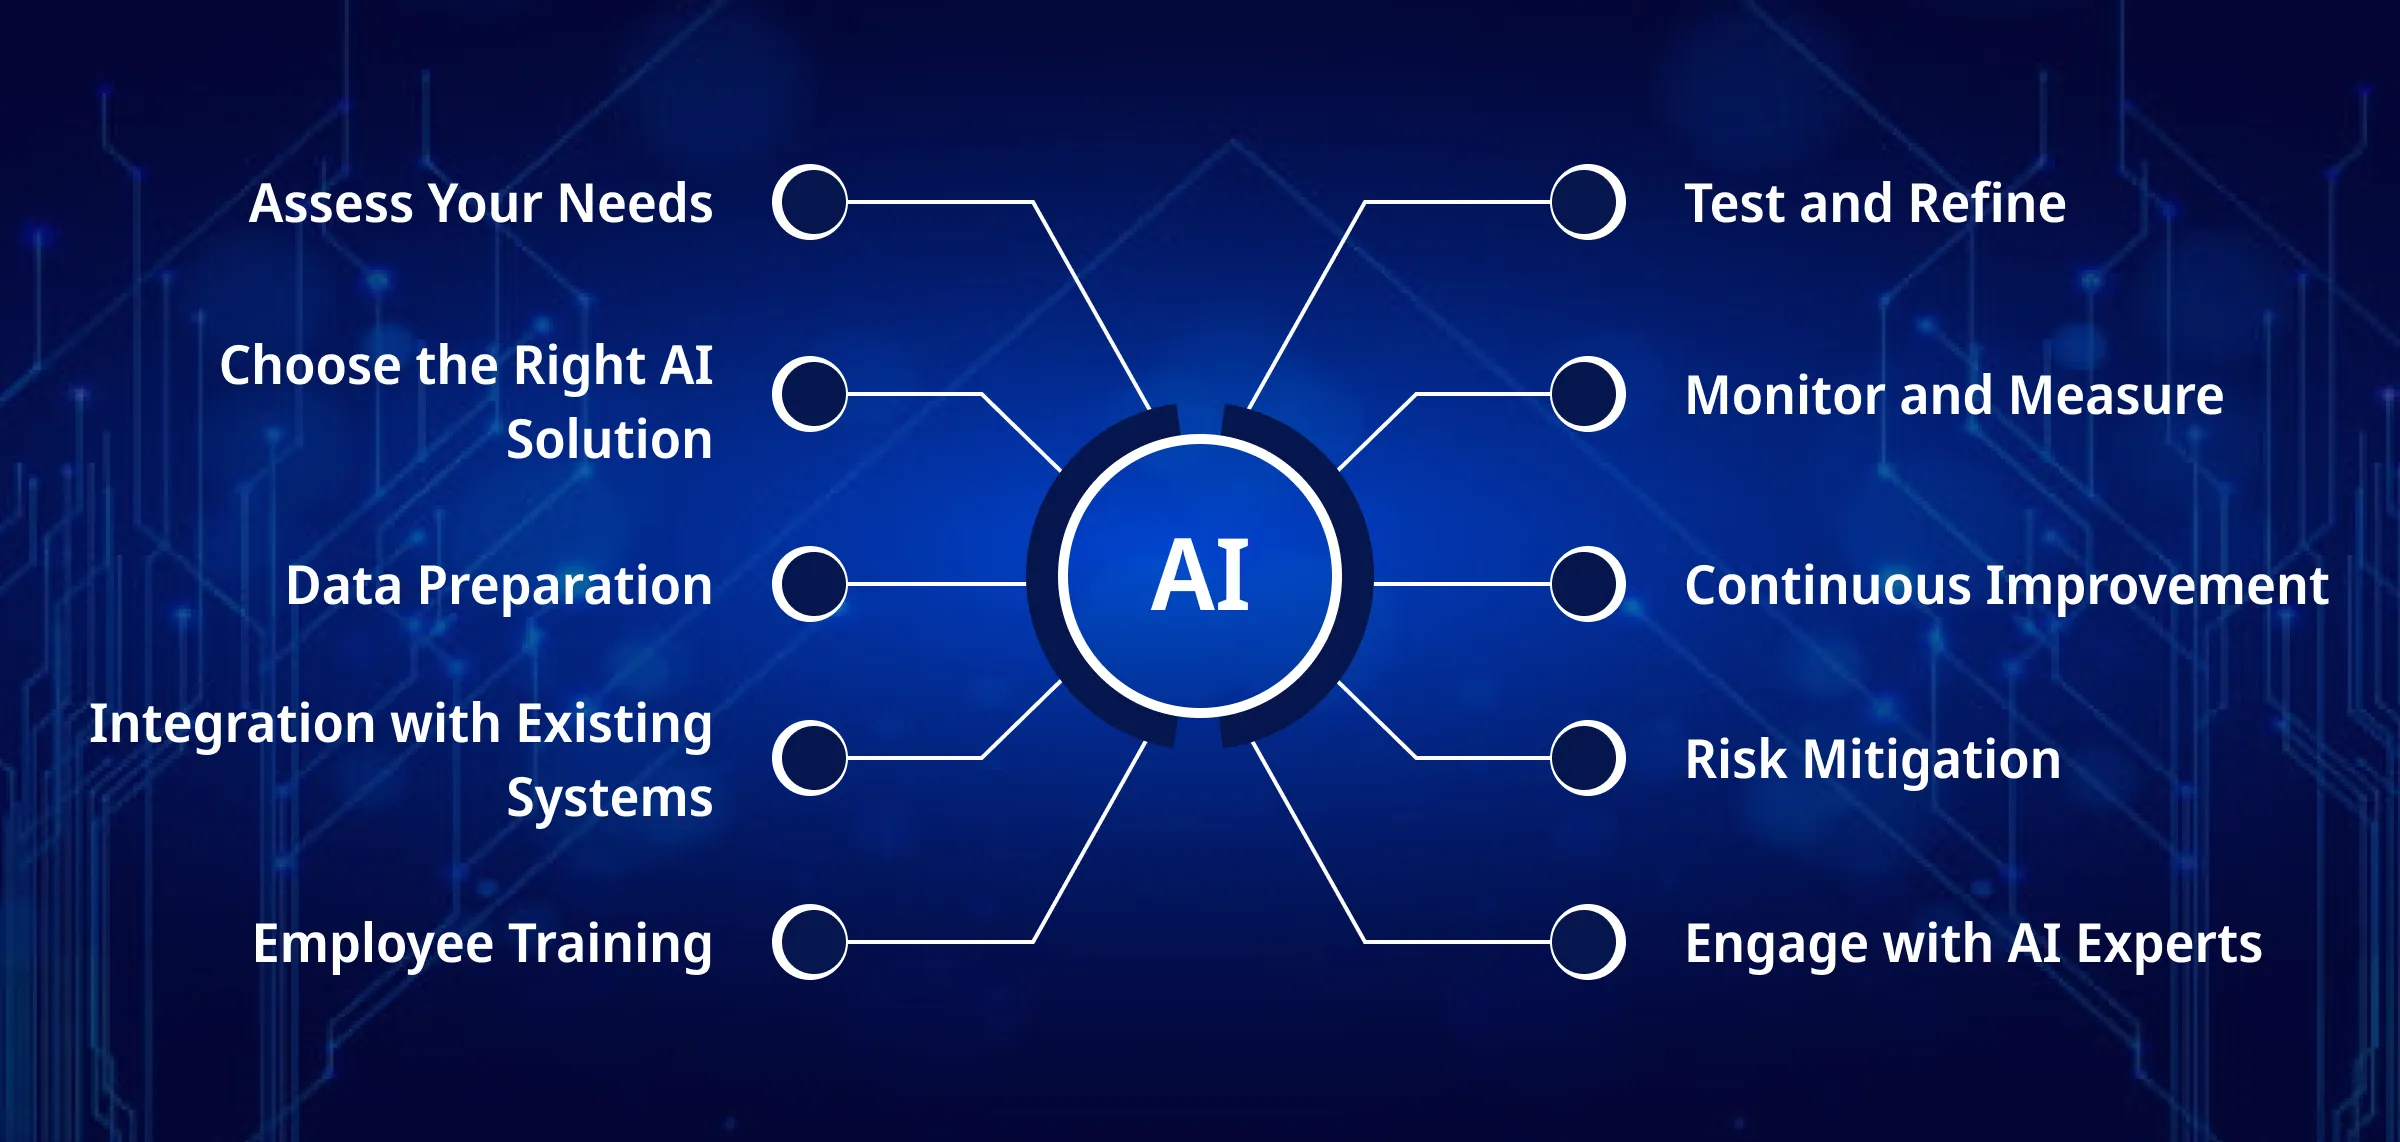 Assess Your Needs
Choose the Right AI
Solution
Data Preparation
Integration with Existing
Systems
Employee Training
AI
Test and Refine
Monitor and Measure
Continuous Improvement
Risk Mitigation
Engage with AI Experts